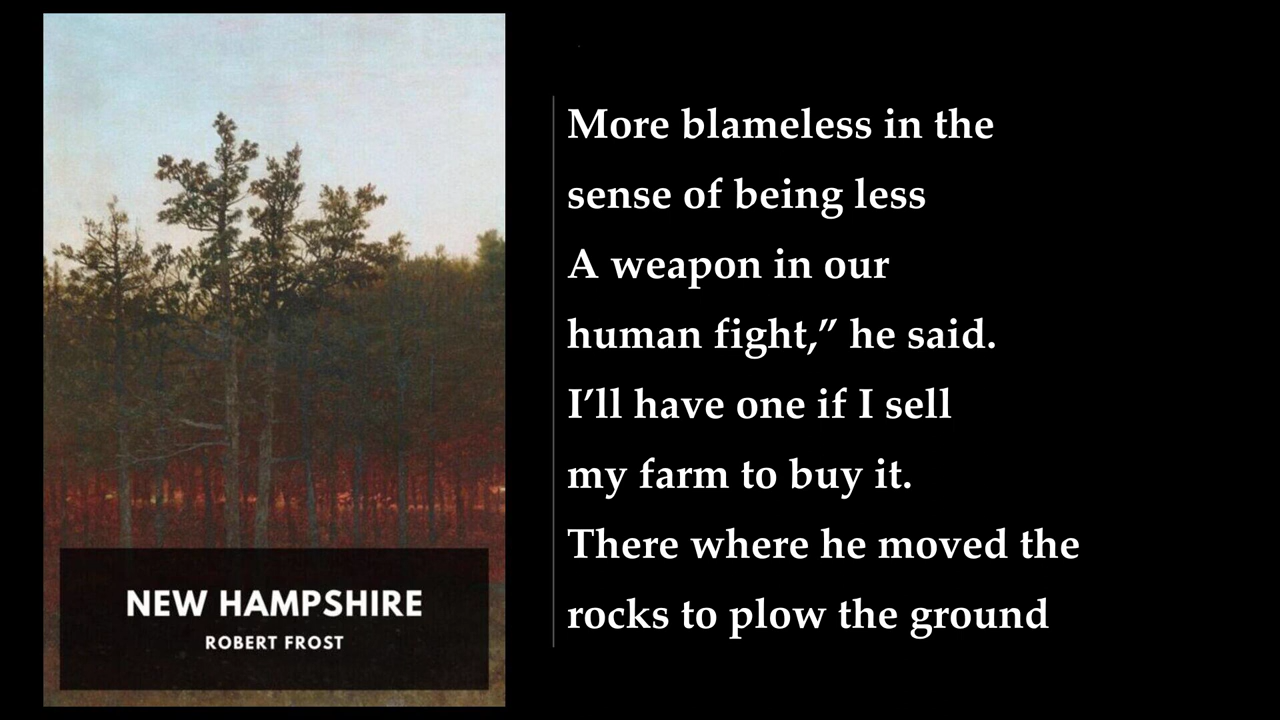 NEW HAMPSHIRE
ROBERT FROST
More blameless in the
sense of being less
A weapon in our
human fight,” he said.
I’ll have one if I sell
my farm to buy it.
There where he moved the
rocks to plow the ground